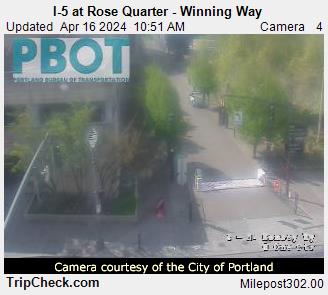 I-5 at Rose Quarter - Winning Way
Updated Apr 16 2024 10:51 AM Camera 4
PBOT
PORTLAND BUREAU OF TRANSPORTATION
Camera courtesy of the City of Portland
TripCheck.com Milepost302.00